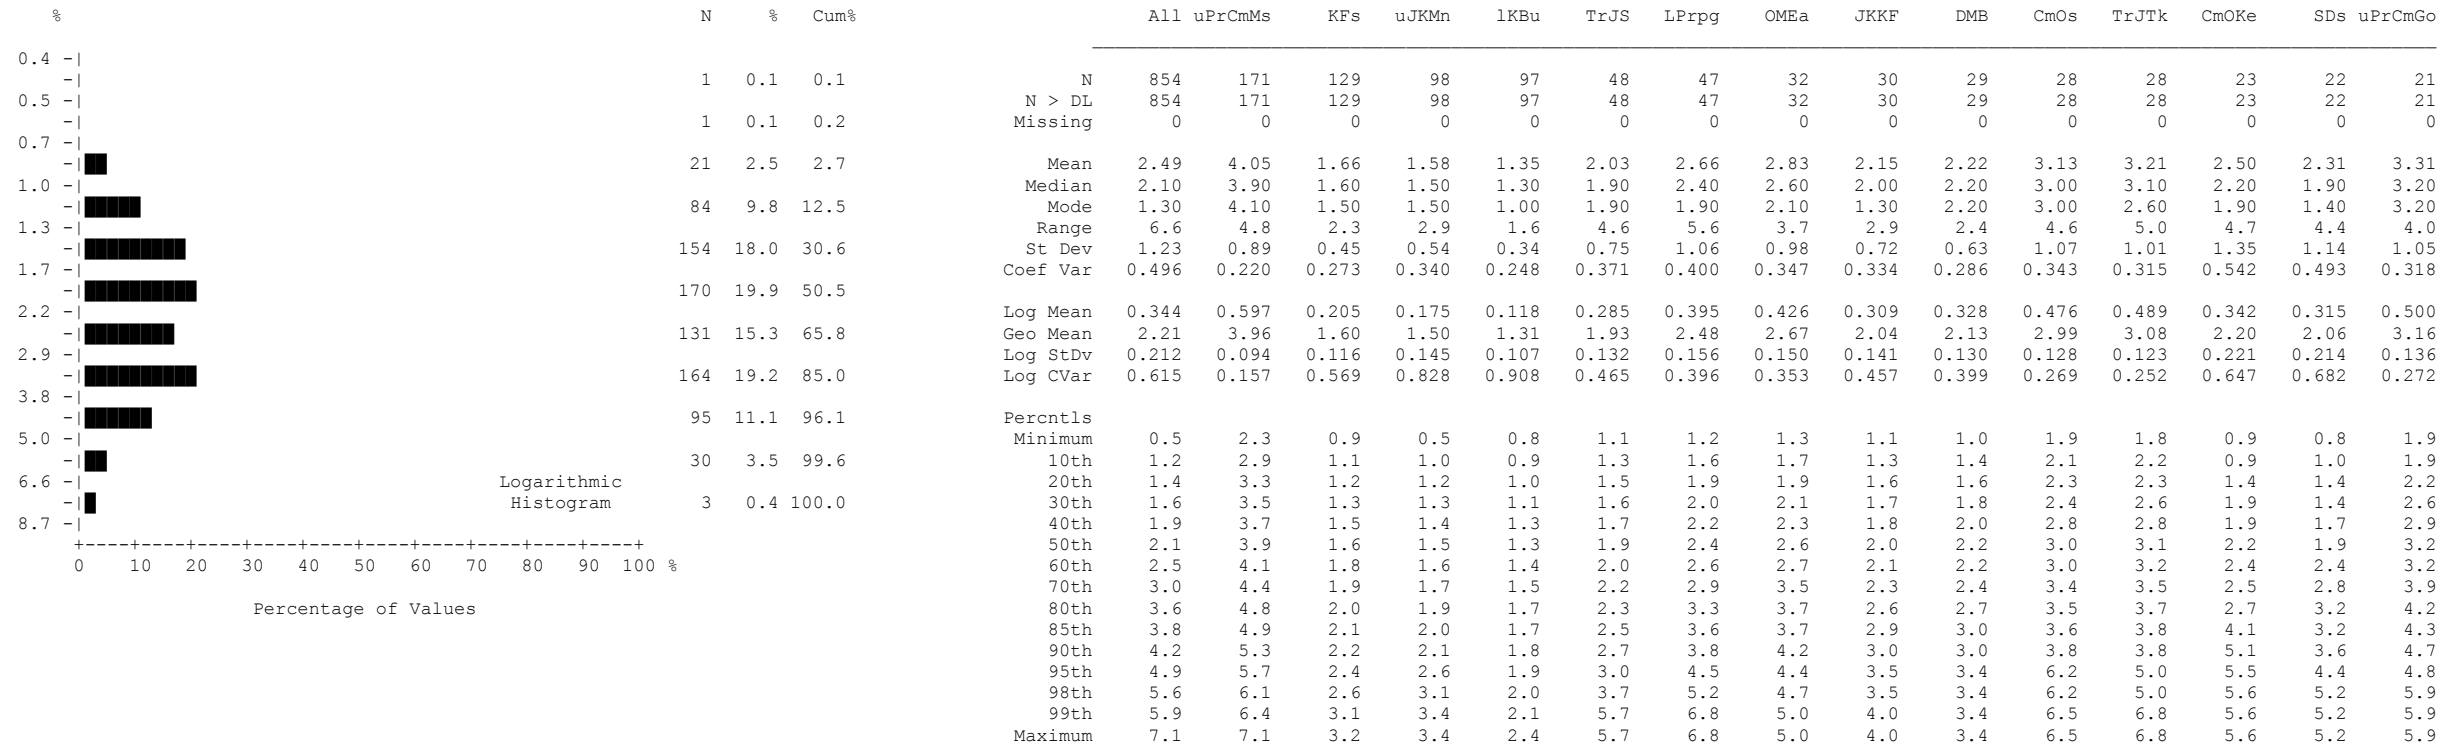 % N % Cum% All uPrCmMs KFs uJKMn lKBu TrJS LPrpg OMEa JKKF DMB CmOs TrJTk CmOKe SDs uPrCmGo
0.4 -|
-| 1 0.1 0.1 N 854 171 129 98 97 48 47 32 30 29 28 28 23 22 21
0.5 -| N > DL 854 171 129 98 97 48 47 32 30 29 28 28 23 22 21
-| 1 0.1 0.2 Missing 0 0 0 0 0 0 0 0 0 0 0 0 0 0 0
0.7 -|
-| 21 2.5 2.7 Mean 2.49 4.05 1.66 1.58 1.35 2.03 2.66 2.83 2.15 2.22 3.13 3.21 2.50 2.31 3.31
1.0 -| Median 2.10 3.90 1.60 1.50 1.30 1.90 2.40 2.60 2.00 2.20 3.00 3.10 2.20 1.90 3.20
-| 84 9.8 12.5 Mode 1.30 4.10 1.50 1.50 1.00 1.90 1.90 2.10 1.30 2.20 3.00 2.60 1.90 1.40 3.20
1.3 -| Range 6.6 4.8 2.3 2.9 1.6 4.6 5.6 3.7 2.9 2.4 4.6 5.0 4.7 4.4 4.0
-| 154 18.0 30.6 St Dev 1.23 0.89 0.45 0.54 0.34 0.75 1.06 0.98 0.72 0.63 1.07 1.01 1.35 1.14 1.05
1.7 -| Coef Var 0.496 0.220 0.273 0.340 0.248 0.371 0.400 0.347 0.334 0.286 0.343 0.315 0.542 0.493 0.318
-| 170 19.9 50.5
2.2 -| Log Mean 0.344 0.597 0.205 0.175 0.118 0.285 0.395 0.426 0.309 0.328 0.476 0.489 0.342 0.315 0.500
-| 131 15.3 65.8 Geo Mean 2.21 3.96 1.60 1.50 1.31 1.93 2.48 2.67 2.04 2.13 2.99 3.08 2.20 2.06 3.16
2.9 -| Log StDv 0.212 0.094 0.116 0.145 0.107 0.132 0.156 0.150 0.141 0.130 0.128 0.123 0.221 0.214 0.136
-| 164 19.2 85.0 Log CVar 0.615 0.157 0.569 0.828 0.908 0.465 0.396 0.353 0.457 0.399 0.269 0.252 0.647 0.682 0.272
3.8 -|
-| 95 11.1 96.1 Percntls
5.0 -| Minimum 0.5 2.3 0.9 0.5 0.8 1.1 1.2 1.3 1.1 1.0 1.9 1.8 0.9 0.8 1.9
-| 30 3.5 99.6 10th 1.2 2.9 1.1 1.0 0.9 1.3 1.6 1.7 1.3 1.4 2.1 2.2 0.9 1.0 1.9
6.6 -| Logarithmic 20th 1.4 3.3 1.2 1.2 1.0 1.5 1.9 1.9 1.6 1.6 2.3 2.3 1.4 1.4 2.2
-| Histogram 3 0.4 100.0 30th 1.6 3.5 1.3 1.3 1.1 1.6 2.0 2.1 1.7 1.8 2.4 2.6 1.9 1.4 2.6
8.7 -| 40th 1.9 3.7 1.5 1.4 1.3 1.7 2.2 2.3 1.8 2.0 2.8 2.8 1.9 1.7 2.9
+----+----+----+----+----+----+----+----+----+----+ 50th 2.1 3.9 1.6 1.5 1.3 1.9 2.4 2.6 2.0 2.2 3.0 3.1 2.2 1.9 3.2
0 10 20 30 40 50 60 70 80 90 100 % 60th 2.5 4.1 1.8 1.6 1.4 2.0 2.6 2.7 2.1 2.2 3.0 3.2 2.4 2.4 3.2
70th 3.0 4.4 1.9 1.7 1.5 2.2 2.9 3.5 2.3 2.4 3.4 3.5 2.5 2.8 3.9
Percentage of Values 80th 3.6 4.8 2.0 1.9 1.7 2.3 3.3 3.7 2.6 2.7 3.5 3.7 2.7 3.2 4.2
85th 3.8 4.9 2.1 2.0 1.7 2.5 3.6 3.7 2.9 3.0 3.6 3.8 4.1 3.2 4.3
90th 4.2 5.3 2.2 2.1 1.8 2.7 3.8 4.2 3.0 3.0 3.8 3.8 5.1 3.6 4.7
95th 4.9 5.7 2.4 2.6 1.9 3.0 4.5 4.4 3.5 3.4 6.2 5.0 5.5 4.4 4.8
98th 5.6 6.1 2.6 3.1 2.0 3.7 5.2 4.7 3.5 3.4 6.2 5.0 5.6 5.2 5.9
99th 5.9 6.4 3.1 3.4 2.1 5.7 6.8 5.0 4.0 3.4 6.5 6.8 5.6 5.2 5.9
Maximum 7.1 7.1 3.2 3.4 2.4 5.7 6.8 5.0 4.0 3.4 6.5 6.8 5.6 5.2 5.9